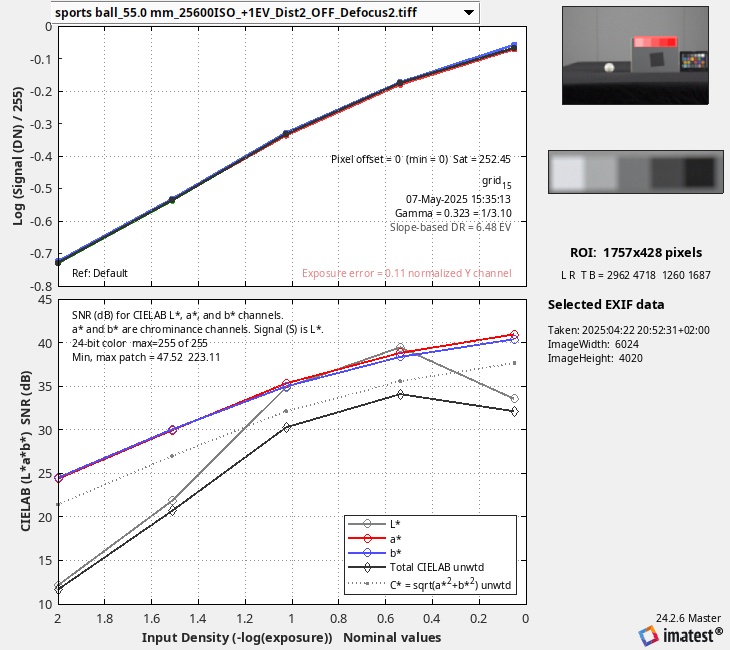 sports ball_55.0 mm_25600ISO_+1EV_Dist2_OFF_Defocus2.tiff
0
-0.1
-0.2
-0.3
-0.4
-0.5
-0.6
-0.7
-0.8
Log (Signal (DN) / 255)
Pixel offset = 0 (min = 0) Sat = 252.45
grid15
07-May-2025 15:35:13
Gamma = 0.323 = 1/3.10
Slope-based DR = 6.48 EV
Ref: Default
Exposure error = 0.11 normalized Y channel
ROI: 1757x428 pixels
L R T B = 2962 4718 1260 1687
Selected EXIF data
Taken: 2025:04:22 20:52:31+02:00
ImageWidth: 6024
ImageHeight: 4020
45
40
35
30
25
20
15
10
CIELAB (L*a*b*) SNR (dB)
SNR (dB) for CIELAB L*, a*, and b* channels.
a* and b* are chrominance channels. Signal (S) is L*.
24-bit color max=255 of 255
Min, max patch = 47.52 223.11
L*
a*
b*
Total CIELAB unwtd
C* = sqrt(a*2+b*2) unwtd
2 1.8 1.6 1.4 1.2 1 0.8 0.6 0.4 0.2 0
Input Density (-log(exposure)) Nominal values
24.2.6 Master
imatest®